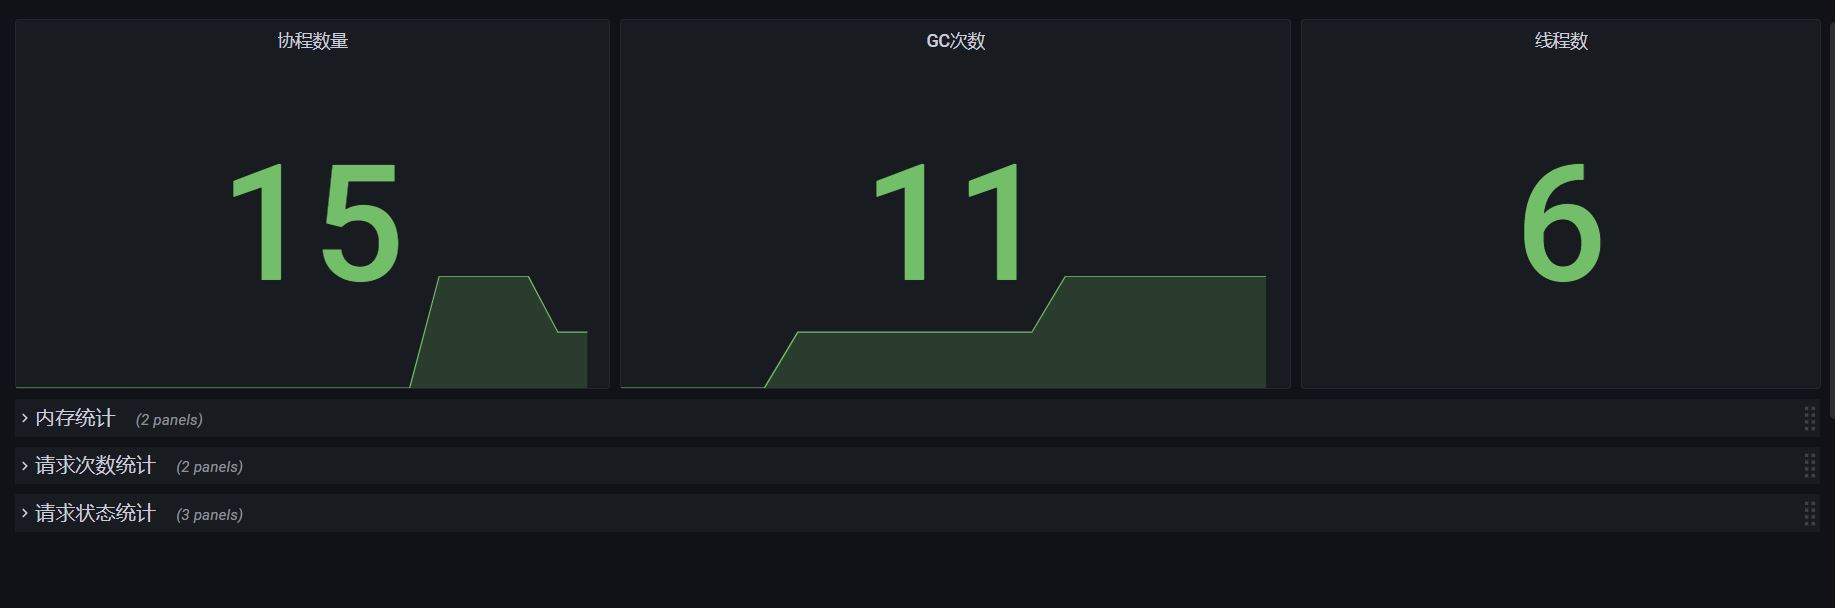 协程数量
GC次数
线程数
15
11
6
内存统计 (2 panels)
请求次数统计 (2 panels)
请求状态统计 (3 panels)